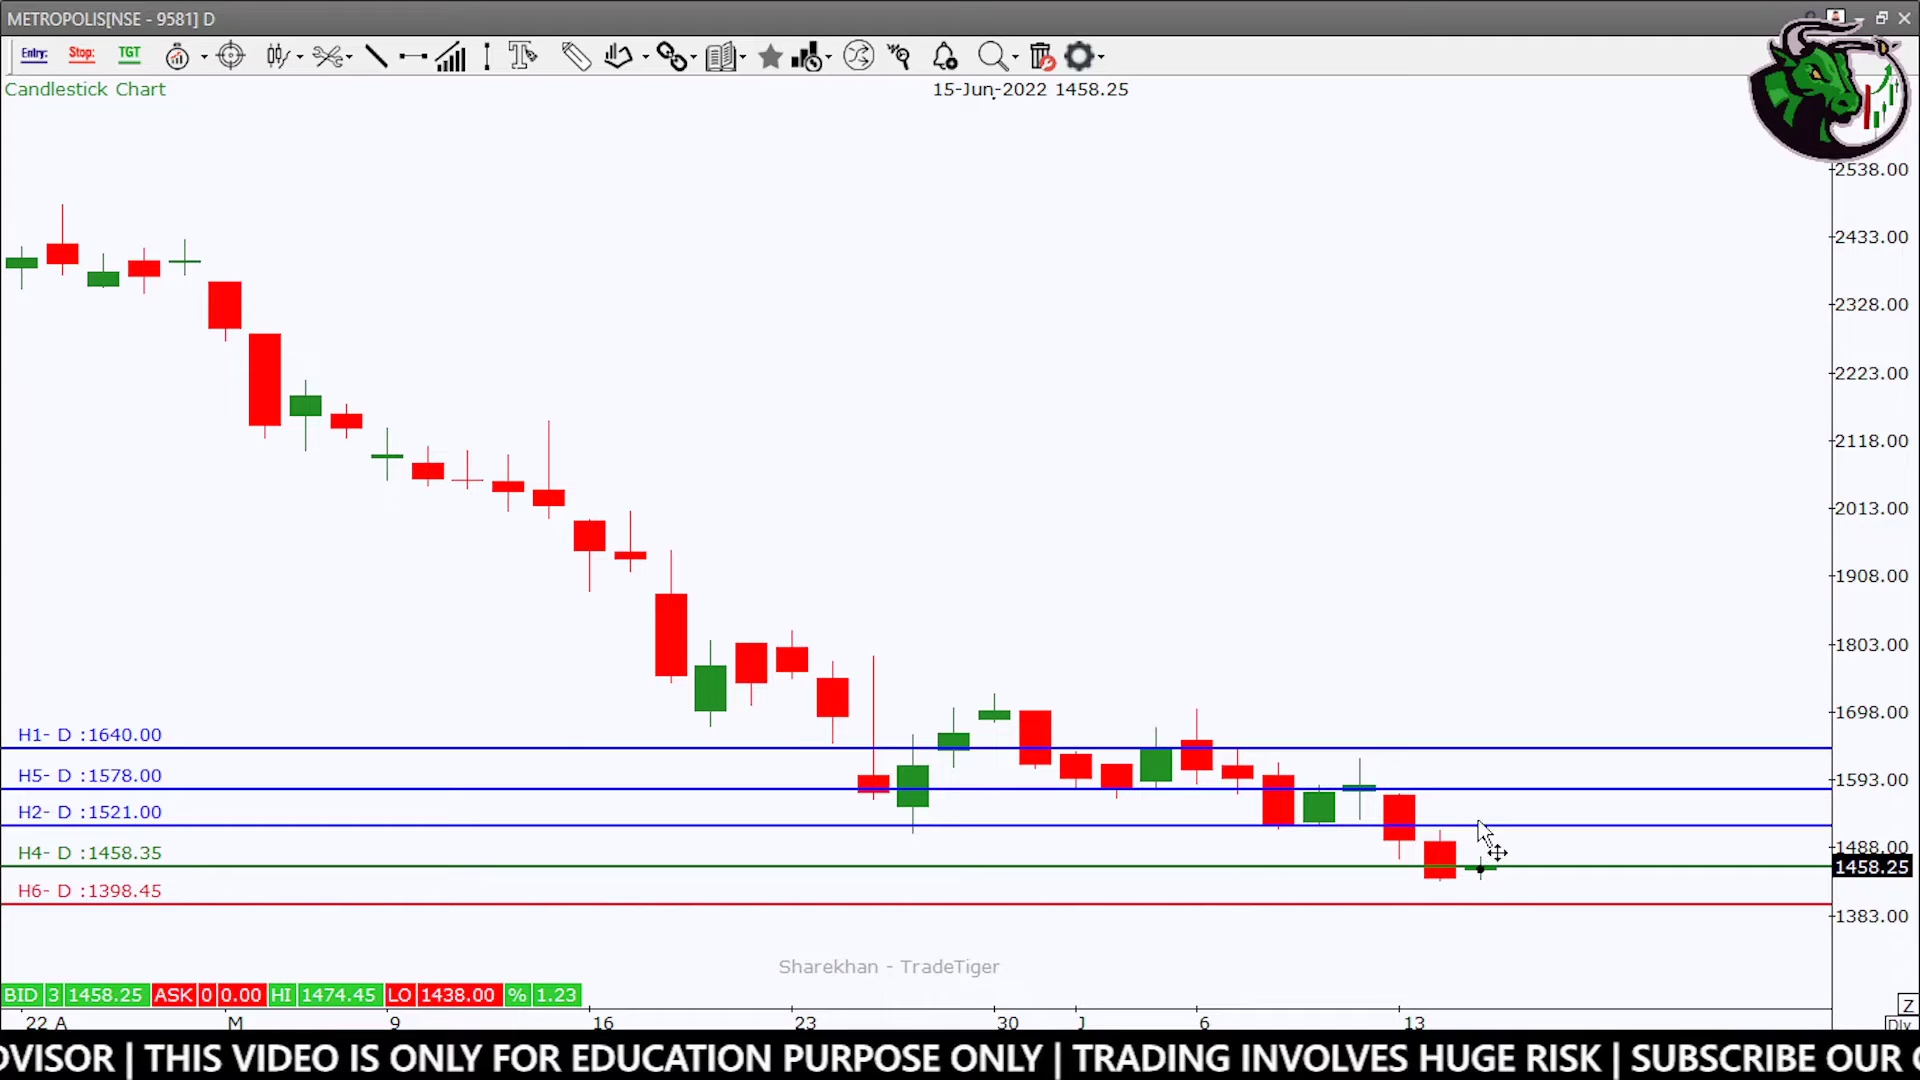 METROPOLIS[NSE - 9581] D
Entry: Stop: TGT
Candlestick Chart
15-Jun-2022 1458.25
2538.00
2433.00
2328.00
2223.00
2118.00
2013.00
1908.00
1803.00
1698.00
H1- D :1640.00
H5- D :1578.00
1593.00
H2- D :1521.00
H4- D :1458.35
1488.00
1458.25
H6- D :1398.45
1383.00
Sharekhan - TradeTiger
BID 3 1458.25 ASK 0 0.00 HI 1474.45 LO 1438.00 % 1.23
Z
22 A M 9 16 23 30 J 6 13 Dly
DVISOR | THIS VIDEO IS ONLY FOR EDUCATION PURPOSE ONLY | TRADING INVOLVES HUGE RISK | SUBSCRIBE OUR